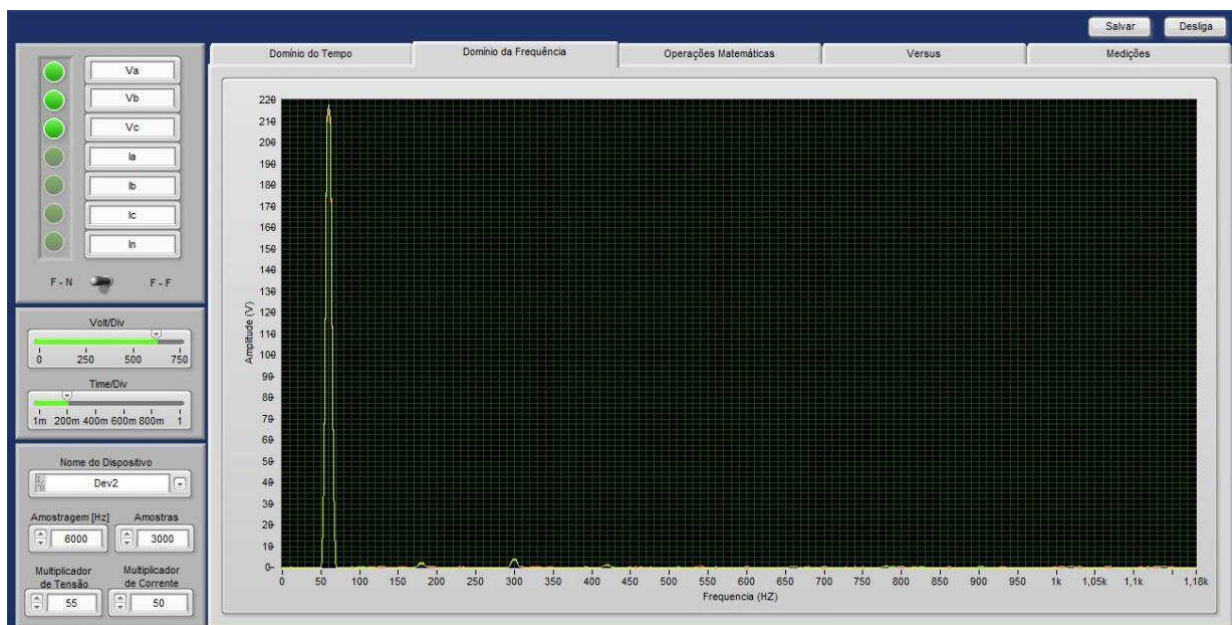 Salvar Desliga
Domínio do Tempo Domínio da Frequência Operações Matemáticas Versus Medições
Va
Vb
Vc
Ia
Ib
Ic
In
F - N F - F
Volt/Div
0 250 500 750
Time/Div
1m 200m 400m 600m 800m 1
Nome do Dispositivo
Dev2
Amostragem [Hz] Amostras
6000 3000
Multiplicador de Tensão
Multiplicador de Corrente
55 50
Amplitude (V)
220
210
200
190
180
170
160
150
140
130
120
110
100
90
80
70
60
50
40
30
20
10
0
0 50 100 150 200 250 300 350 400 450 500 550 600 650 700 750 800 850 900 950 1k 1,05k 1,1k 1,18k
Frequencia (HZ)